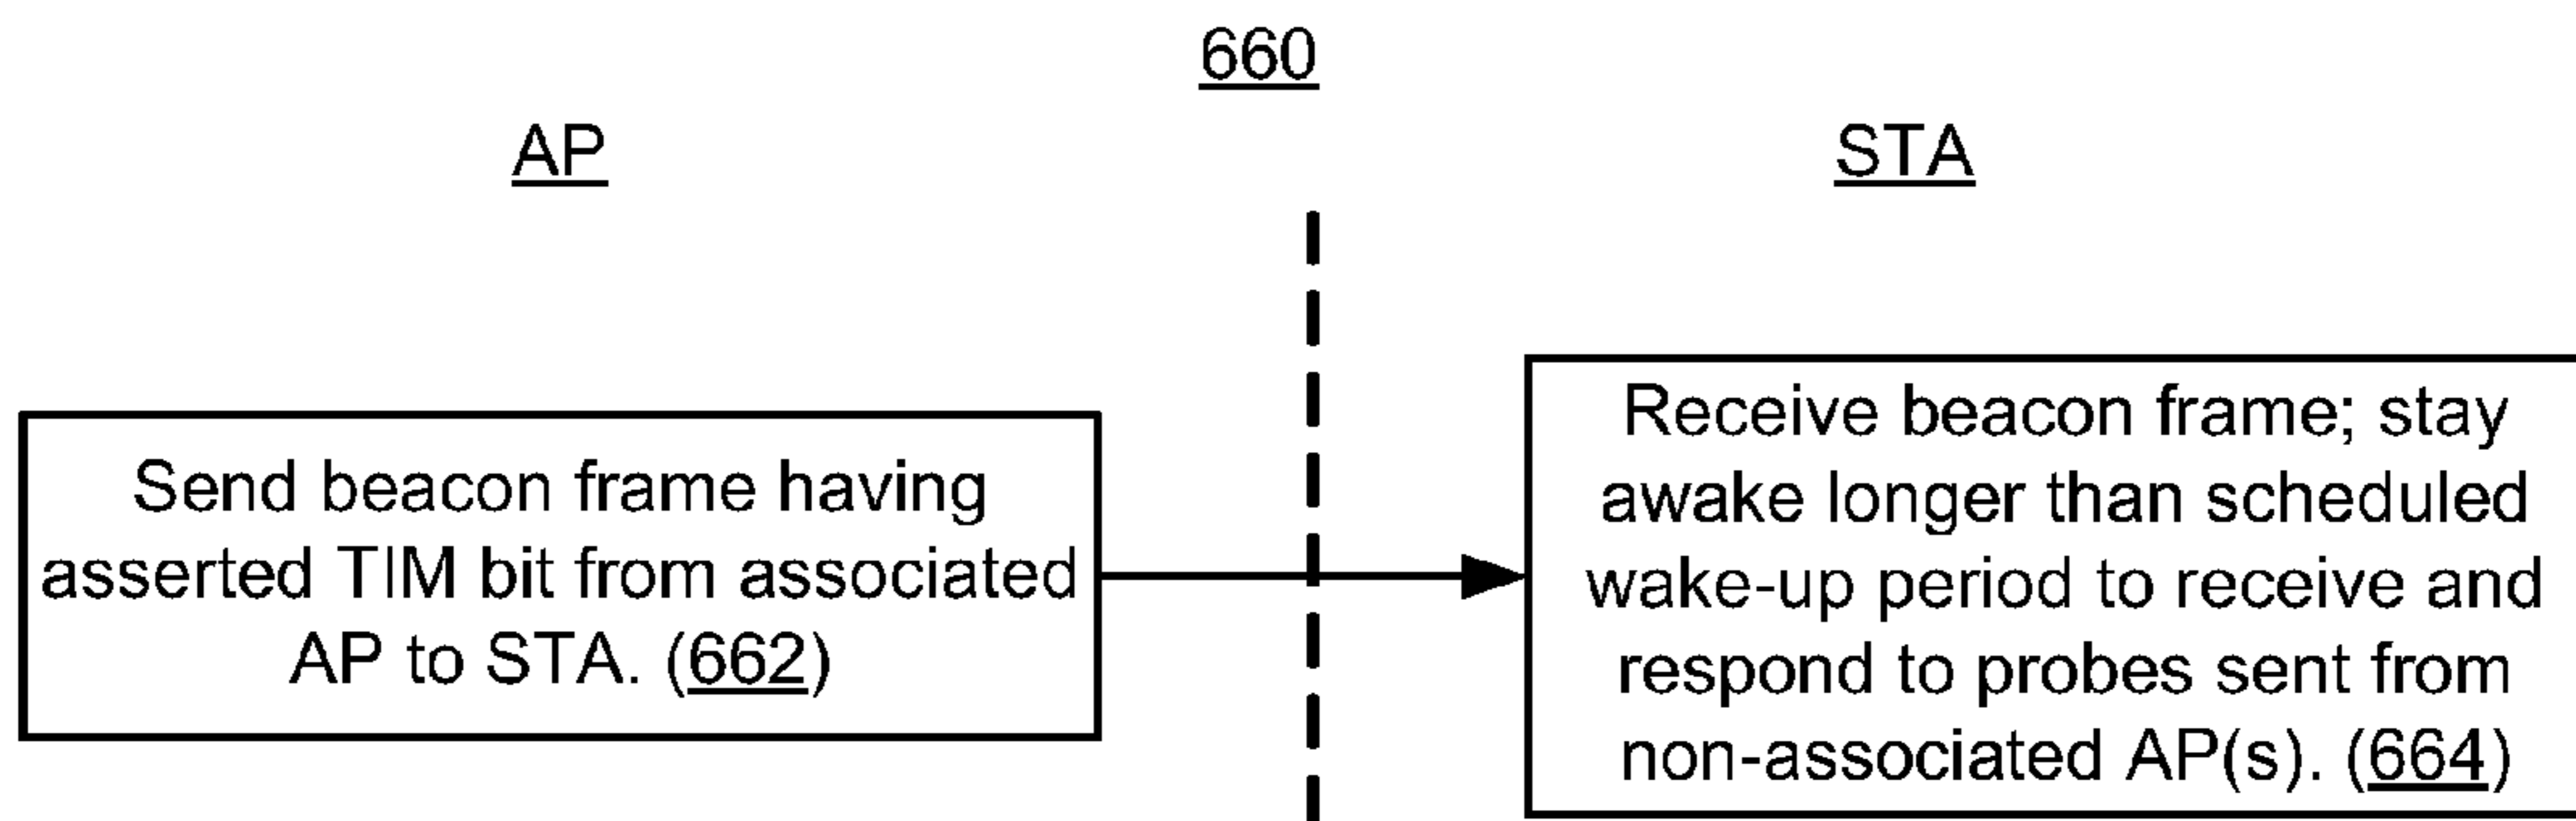 660
AP
STA
Send beacon frame having
asserted TIM bit from associated
AP to STA. (662)
Receive beacon frame; stay
awake longer than scheduled
wake-up period to receive and
respond to probes sent from
non-associated AP(s). (664)